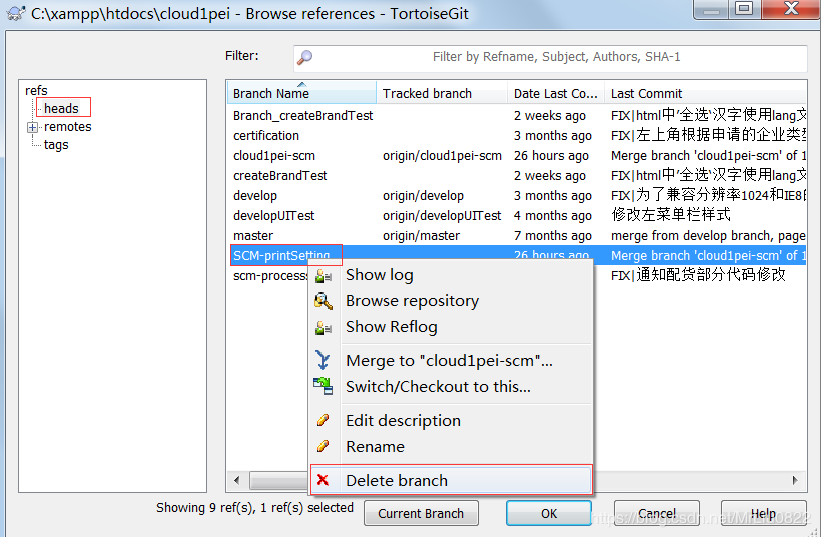 C:\xampp\htdocs\cloud1pei - Browse references - TortoiseGit
Filter:
Filter by Refname, Subject, Authors, SHA-1
refs
heads
remotes
tags
Branch Name Tracked branch Date Last Co... Last Commit
Branch_createBrandTest 2 weeks ago FIX|html中'全选'汉字使用lang文
certification 3 months ago FIX|左上角根据申请的企业类型
cloud1pei-scm origin/cloud1pei-scm 26 hours ago Merge branch 'cloud1pei-scm' of 1
createBrandTest 2 weeks ago FIX|html中'全选'汉字使用lang文
develop origin/develop 3 months ago FIX|为了兼容分辨率1024和IE8的
developUITest origin/developUITest 4 months ago 修改左菜单栏样式
master origin/master 7 months ago merge from develop branch, page
SCM-printSetting 26 hours ago Merge branch 'cloud1pei-scm' of 1
scm-process FIX|通知配货部分代码修改
Show log
Browse repository
Show Reflog
Merge to "cloud1pei-scm"...
Switch/Checkout to this...
Edit description
Rename
Delete branch
Showing 9 ref(s), 1 ref(s) selected
Current Branch
OK
Cancel
Help